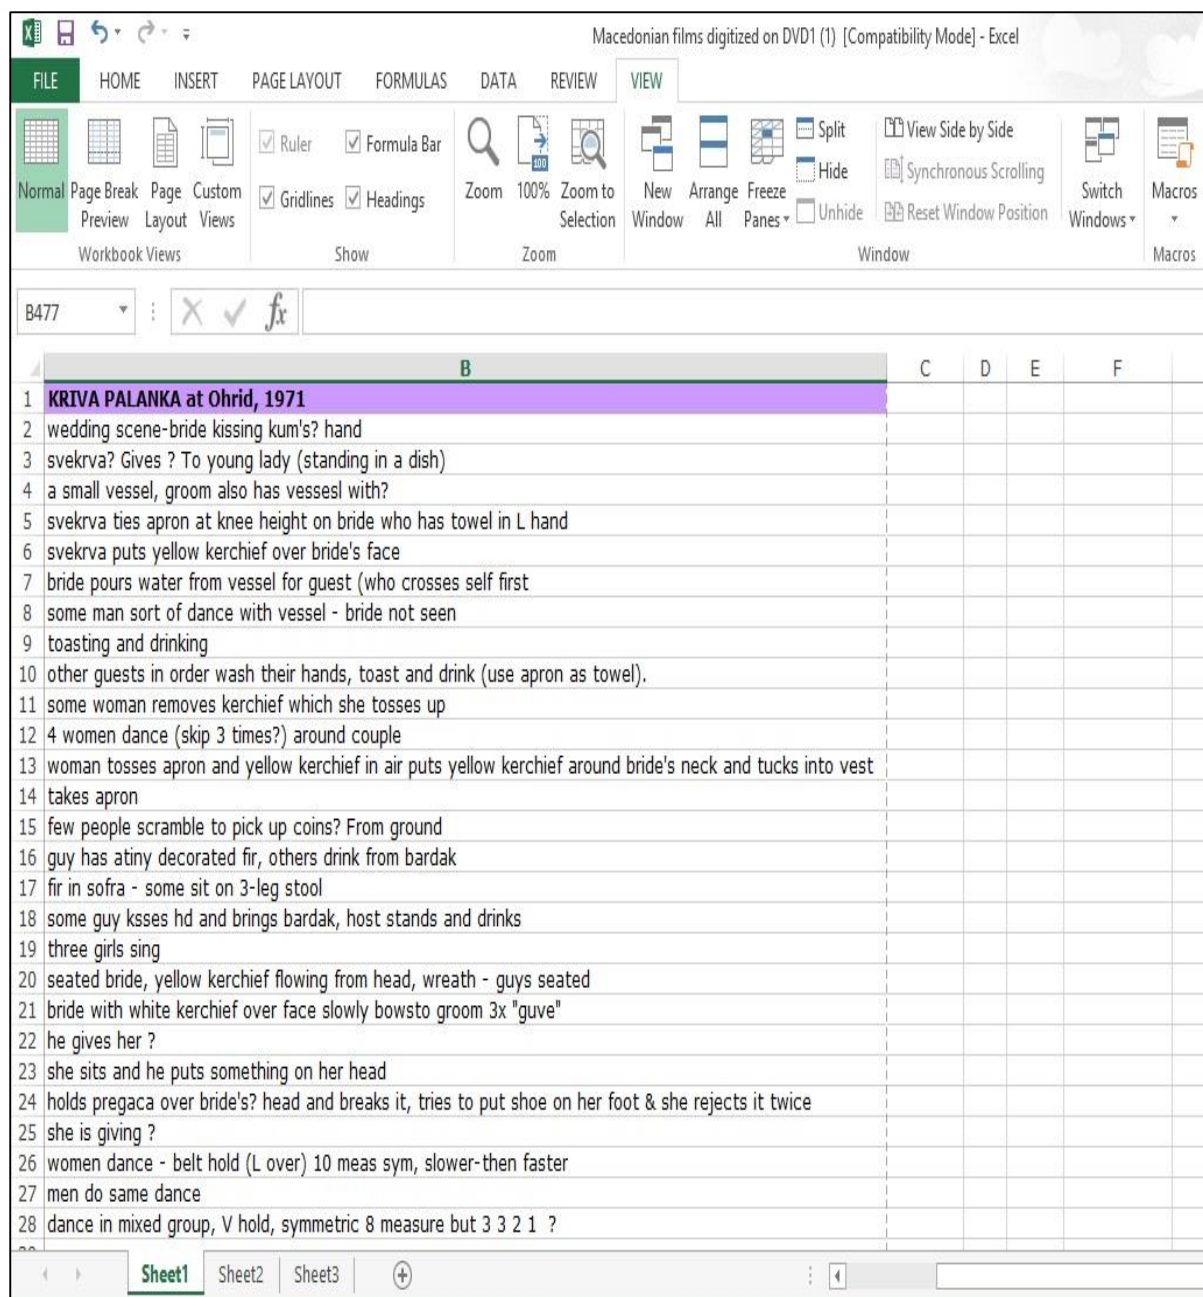 Macedonian films digitized on DVD1 (1) [Compatibility Mode] - Excel
FILE HOME INSERT PAGE LAYOUT FORMULAS DATA REVIEW VIEW
Normal
Page Break Preview
Page Layout
Custom Views
Workbook Views
Ruler
Formula Bar
Gridlines
Headings
Show
Zoom
100%
Zoom to Selection
Zoom
New Window
Arrange All
Freeze Panes
Split
Hide
Unhide
View Side by Side
Synchronous Scrolling
Reset Window Position
Window
Switch Windows
Macros
Macros
B477 fx
B C D E F
1 KRIVA PALANKA at Ohrid, 1971
2 wedding scene-bride kissing kum's? hand
3 svekrva? Gives ? To young lady (standing in a dish)
4 a small vessel, groom also has vessesl with?
5 svekrva ties apron at knee height on bride who has towel in L hand
6 svekrva puts yellow kerchief over bride's face
7 bride pours water from vessel for guest (who crosses self first
8 some man sort of dance with vessel - bride not seen
9 toasting and drinking
10 other guests in order wash their hands, toast and drink (use apron as towel).
11 some woman removes kerchief which she tosses up
12 4 women dance (skip 3 times?) around couple
13 woman tosses apron and yellow kerchief in air puts yellow kerchief around bride's neck and tucks into vest
14 takes apron
15 few people scramble to pick up coins? From ground
16 guy has atiny decorated fir, others drink from bardak
17 fir in sofra - some sit on 3-leg stool
18 some guy ksses hd and brings bardak, host stands and drinks
19 three girls sing
20 seated bride, yellow kerchief flowing from head, wreath - guys seated
21 bride with white kerchief over face slowly bowsto groom 3x "guve"
22 he gives her ?
23 she sits and he puts something on her head
24 holds pregaca over bride's? head and breaks it, tries to put shoe on her foot & she rejects it twice
25 she is giving ?
26 women dance - belt hold (L over) 10 meas sym, slower-then faster
27 men do same dance
28 dance in mixed group, V hold, symmetric 8 measure but 3 3 2 1 ?
Sheet1 Sheet2 Sheet3